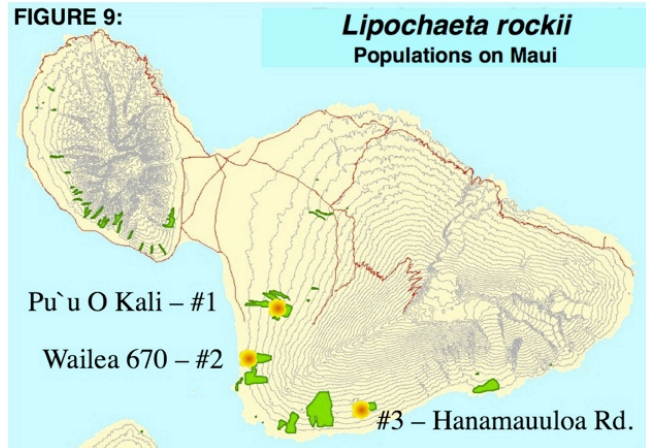 FIGURE 9:
Lipochaeta rockii
Populations on Maui
Pu`u O Kali – #1
Wailea 670 – #2
#3 – Hanamauuloa Rd.